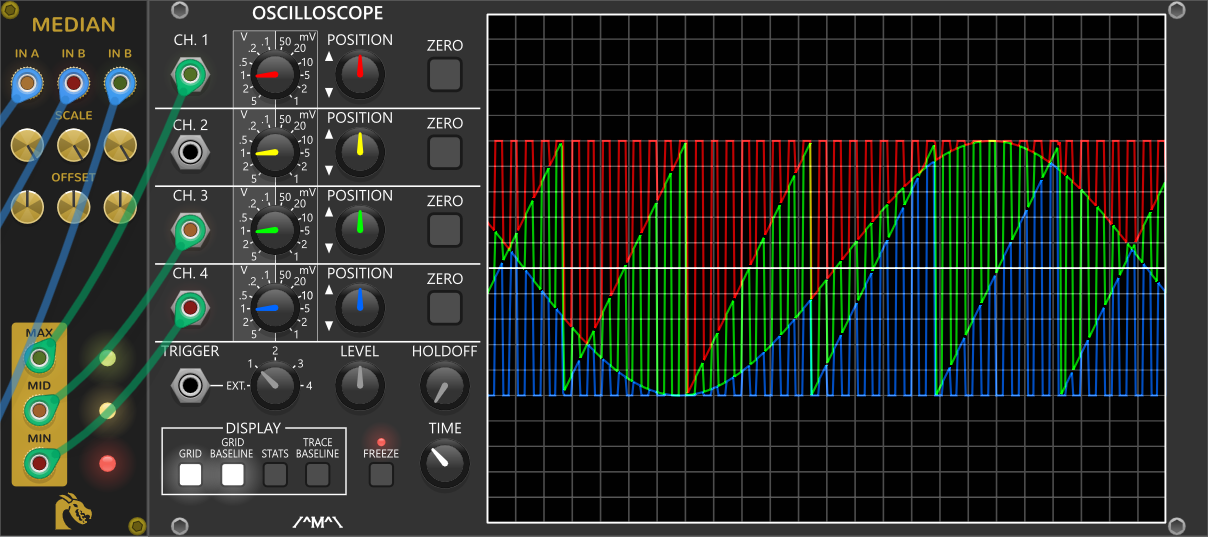 MEDIAN
IN A IN B IN B
SCALE
OFFSET
MAX
MID
MIN
OSCILLOSCOPE
CH. 1
V .1 50 mV
.2 20
.5 10
1 5
2 2
5 1
POSITION
ZERO
CH. 2
V .1 50 mV
.2 20
.5 10
1 5
2 2
5 1
POSITION
ZERO
CH. 3
V .1 50 mV
.2 20
.5 10
1 5
2 2
5 1
POSITION
ZERO
CH. 4
V .1 50 mV
.2 20
.5 10
1 5
2 2
5 1
POSITION
ZERO
TRIGGER
2
1 3
EXT. 4
LEVEL
HOLDOFF
DISPLAY
GRID
GRID
BASELINE
STATS
TRACE
BASELINE
FREEZE
TIME